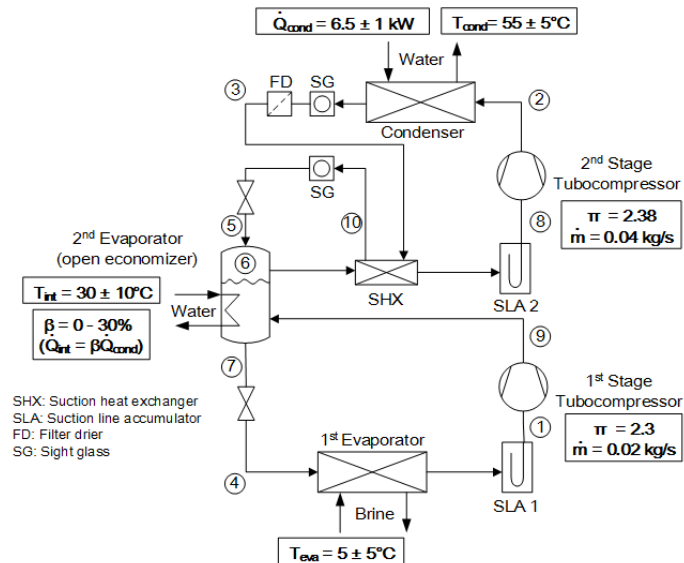 Q̇cond = 6.5 ± 1 kW
Tcond= 55 ± 5°C
Water
3
FD
SG
2
Condenser
2nd Stage
Tubocompressor
SG
π = 2.38
ṁ = 0.04 kg/s
8
5
10
2nd Evaporator
(open economizer)
6
Tint = 30 ± 10°C
SHX
SLA 2
Water
β = 0 - 30%
(Q̇int = βQ̇cond)
9
7
1st Stage
Tubocompressor
SHX: Suction heat exchanger
SLA: Suction line accumulator
FD: Filter drier
SG: Sight glass
π = 2.3
ṁ = 0.02 kg/s
1st Evaporator
1
4
SLA 1
Brine
Teva = 5 ± 5°C